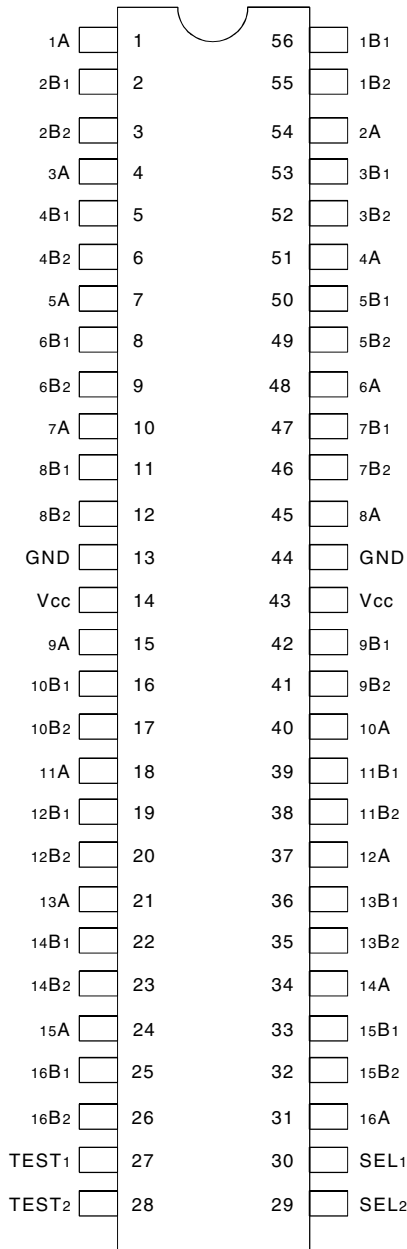 1A 1 56 1B1
2B1 2 55 1B2
2B2 3 54 2A
3A 4 53 3B1
4B1 5 52 3B2
4B2 6 51 4A
5A 7 50 5B1
6B1 8 49 5B2
6B2 9 48 6A
7A 10 47 7B1
8B1 11 46 7B2
8B2 12 45 8A
GND 13 44 GND
Vcc 14 43 Vcc
9A 15 42 9B1
10B1 16 41 9B2
10B2 17 40 10A
11A 18 39 11B1
12B1 19 38 11B2
12B2 20 37 12A
13A 21 36 13B1
14B1 22 35 13B2
14B2 23 34 14A
15A 24 33 15B1
16B1 25 32 15B2
16B2 26 31 16A
TEST1 27 30 SEL1
TEST2 28 29 SEL2